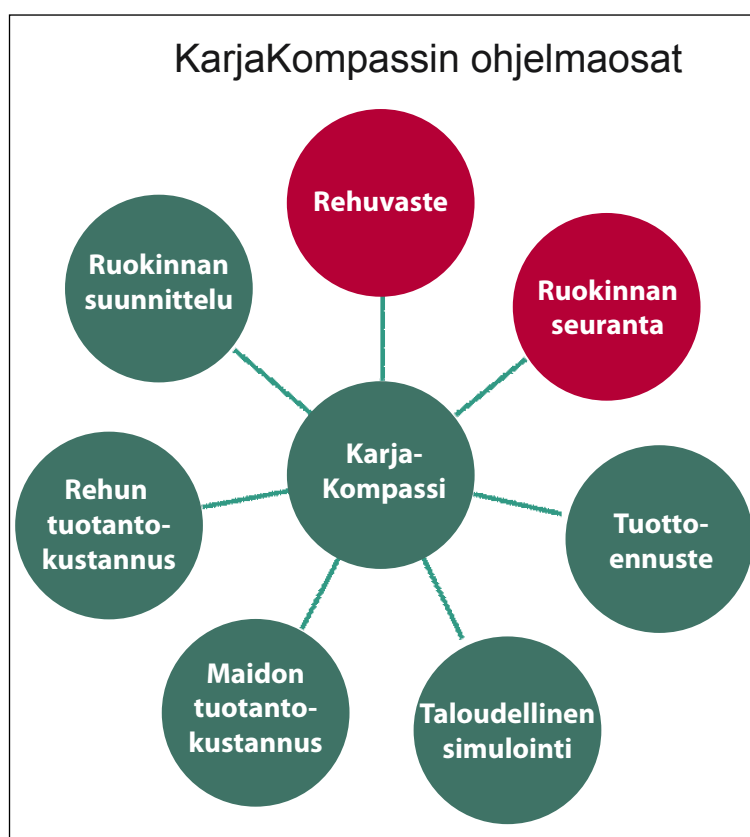 KarjaKompassin ohjelmaosat
Rehuvaste
Ruokinnan
seuranta
Tuotto-
ennuste
Taloudellinen
simulointi
Maidon
tuotanto-
kustannus
Rehun
tuotanto-
kustannus
Ruokinnan
suunnittelu
Karja-
Kompassi